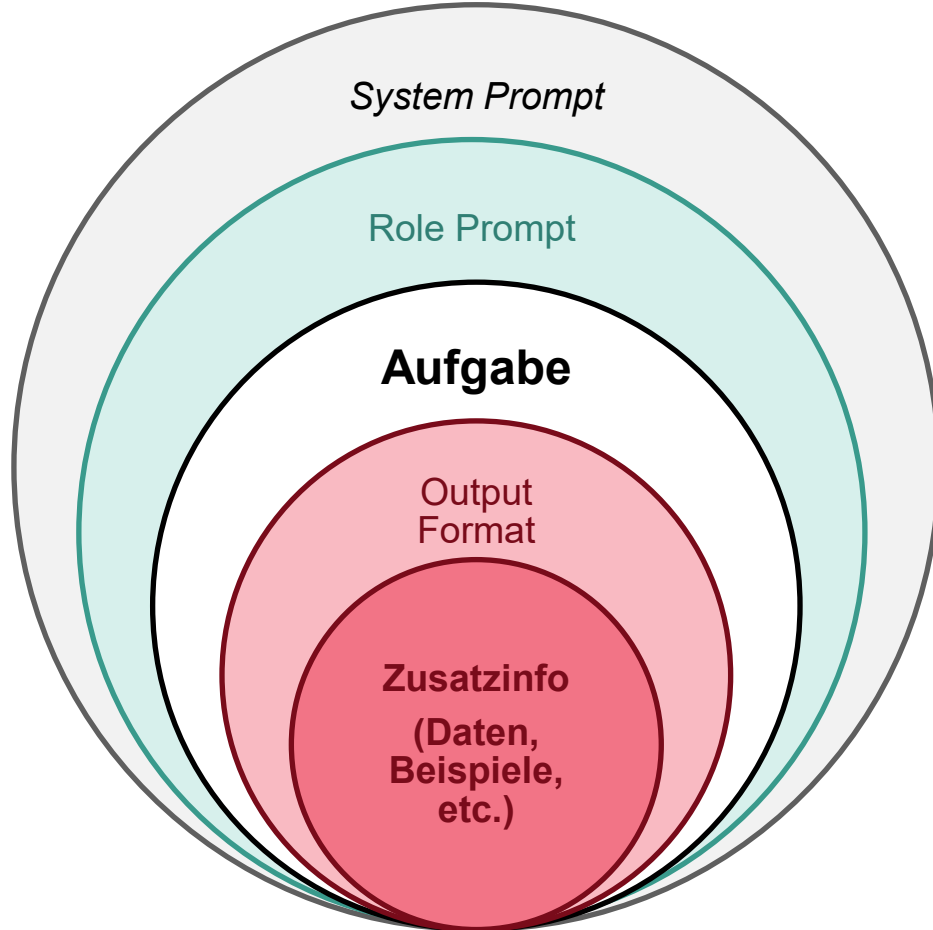 System Prompt
Role Prompt
Aufgabe
Output
Format
Zusatzinfo
(Daten,
Beispiele,
etc.)